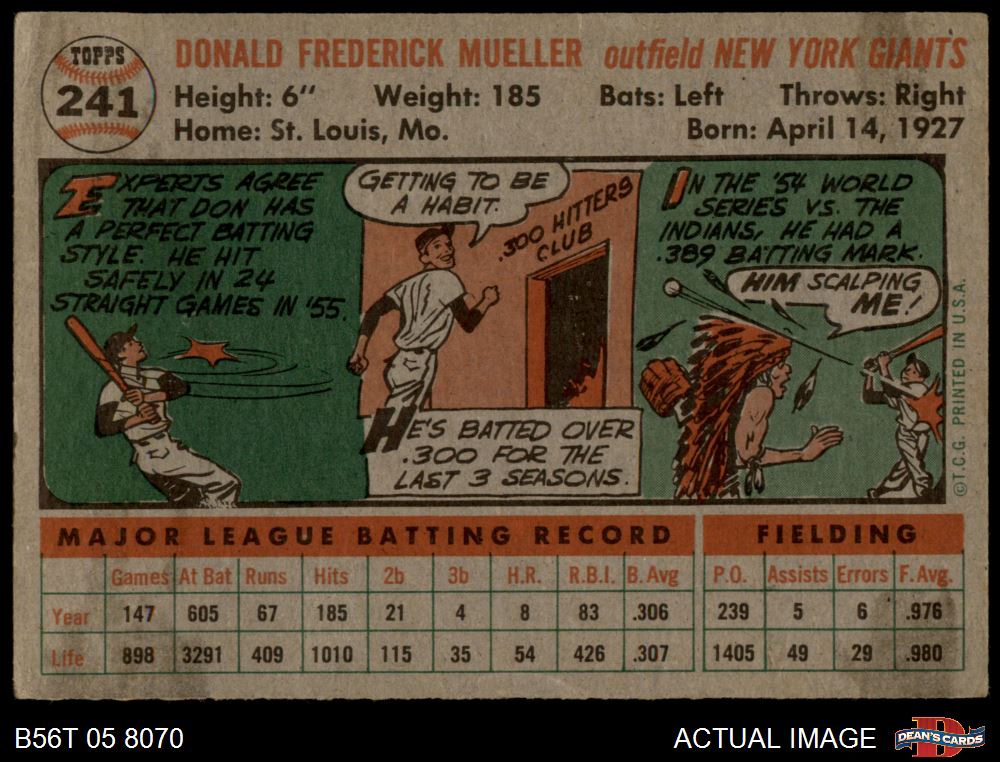 TOPPS
241
DONALD FREDERICK MUELLER outfield NEW YORK GIANTS
Height: 6" Weight: 185 Bats: Left Throws: Right
Home: St. Louis, Mo. Born: April 14, 1927
EXPERTS AGREE
THAT DON HAS
A PERFECT BATTING
STYLE. HE HIT
SAFELY IN 24
STRAIGHT GAMES IN '55.
GETTING TO BE
A HABIT.
.300 HITTERS
CLUB
HE'S BATTED OVER
.300 FOR THE
LAST 3 SEASONS.
IN THE '54 WORLD
SERIES VS. THE
INDIANS, HE HAD A
.389 BATTING MARK.
HIM SCALPING
ME!
©T.C.G. PRINTED IN U.S.A.
MAJOR LEAGUE BATTING RECORD FIELDING
Games At Bat Runs Hits 2b 3b H.R. R.B.I. B. Avg P.O. Assists Errors F. Avg.
Year 147 605 67 185 21 4 8 83 .306 239 5 6 .976
Life 898 3291 409 1010 115 35 54 426 .307 1405 49 29 .980
B56T 05 8070 ACTUAL IMAGE DEAN'S CARDS